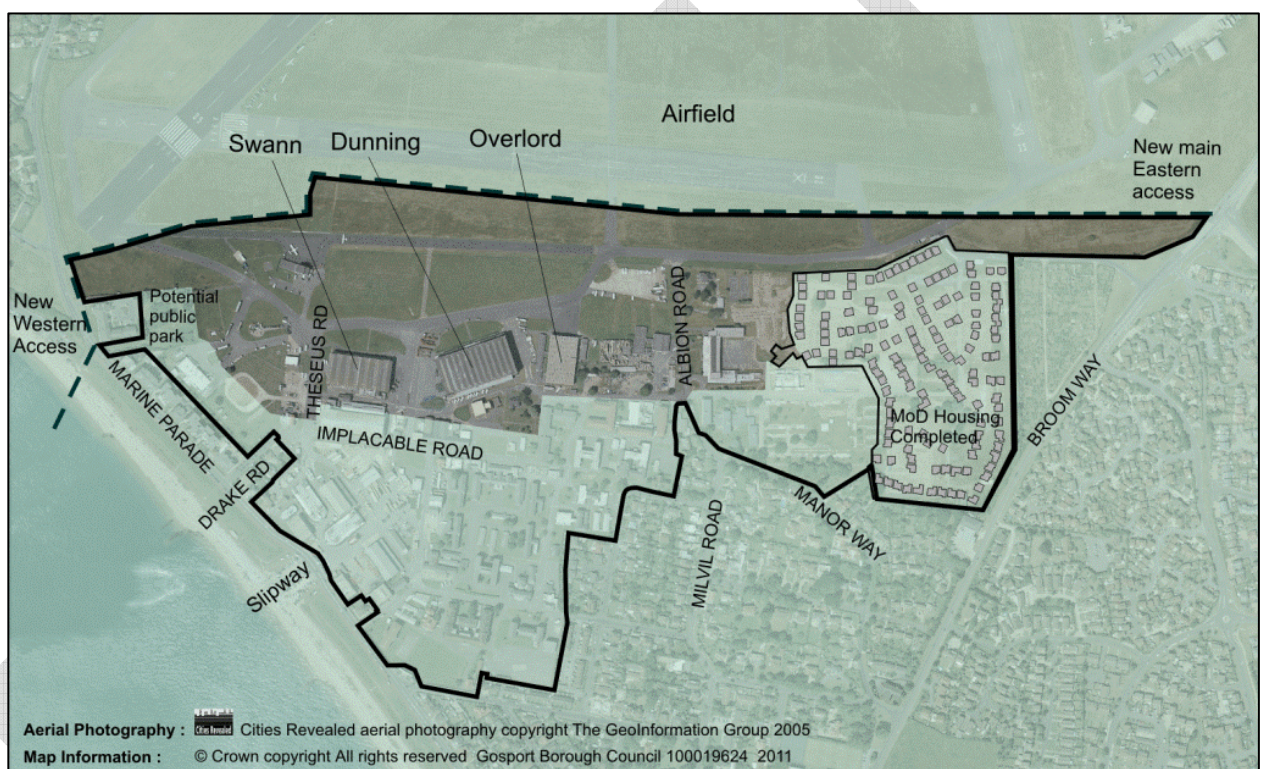 Airfield
Swann
Dunning
Overlord
New main
Eastern
access
New
Western
Access
Potential
public
park
THESEUS RD
ALBION ROAD
MARINE PARADE
IMPLACABLE ROAD
MoD Housing
Completed
BROOM WAY
DRAKE RD
MANOR WAY
MILVIL ROAD
Slipway
Aerial Photography : Cities Revealed Cities Revealed aerial photography copyright The GeoInformation Group 2005
Map Information : © Crown copyright All rights reserved Gosport Borough Council 100019624 2011